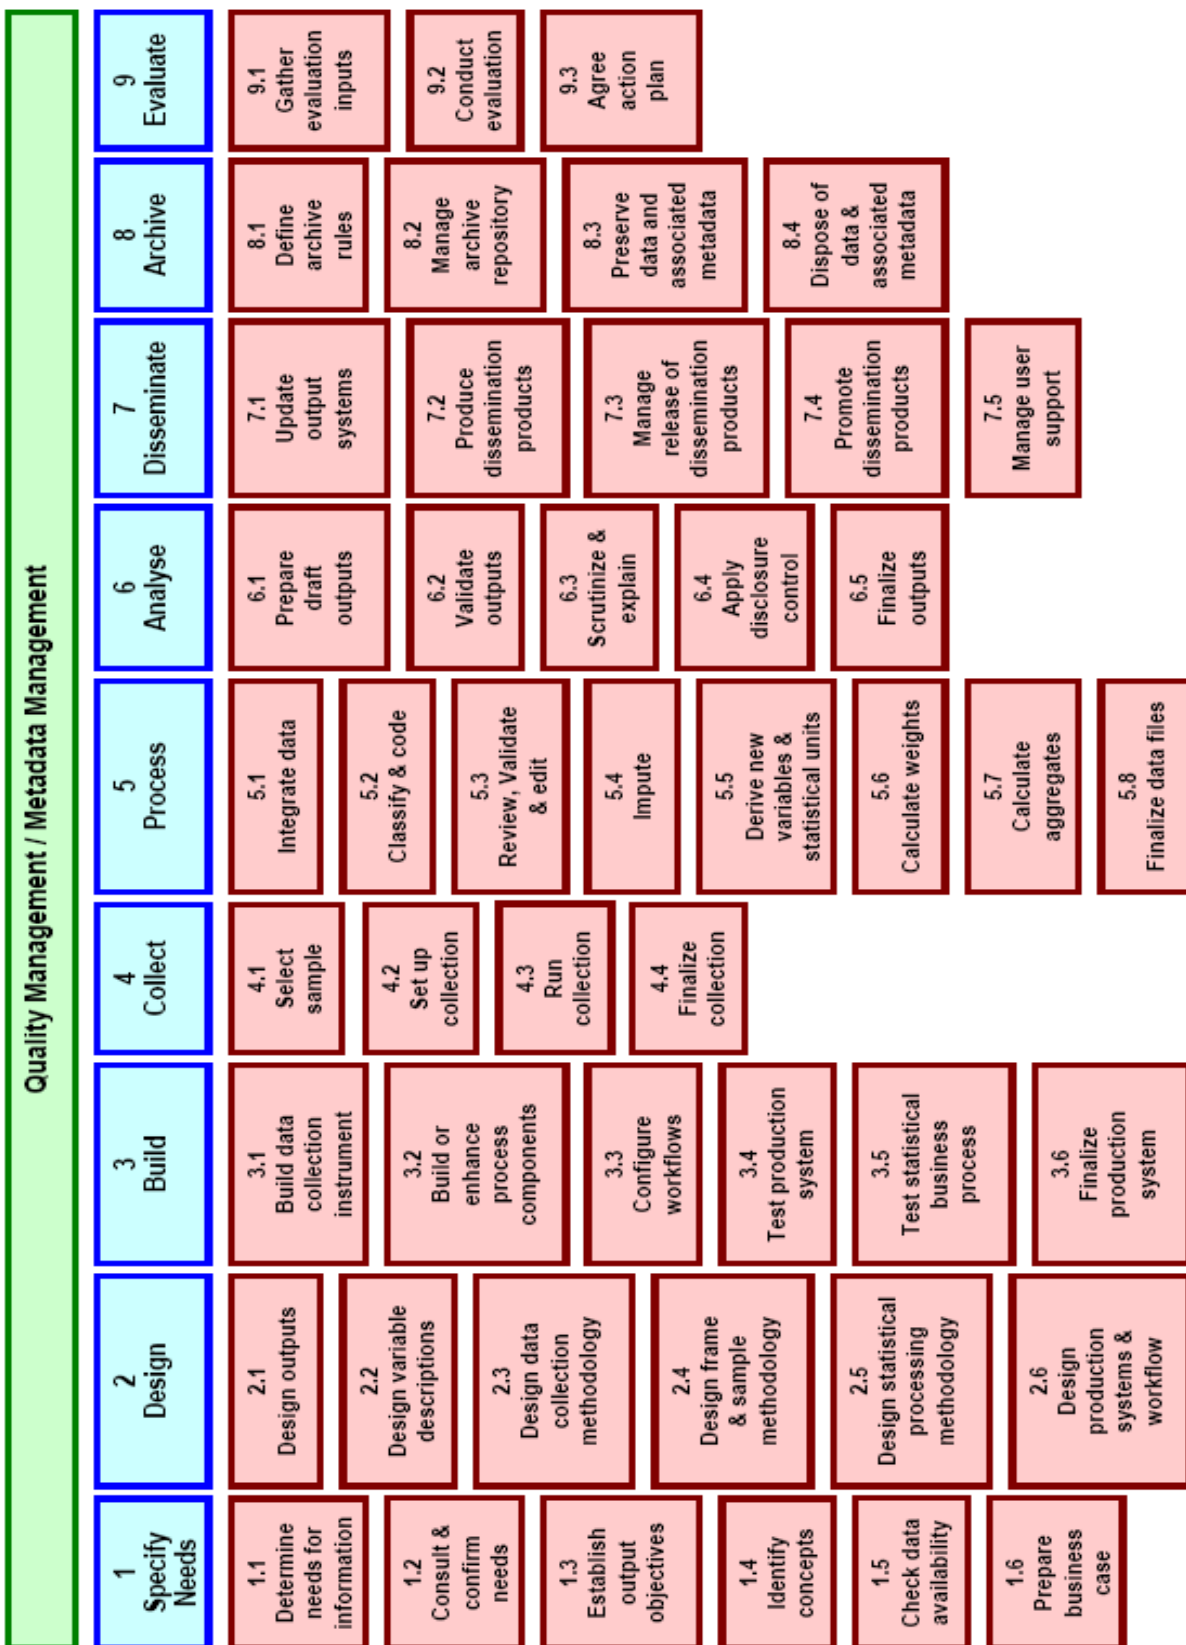 Quality Management / Metadata Management
1
Specify
Needs
2
Design
3
Build
4
Collect
5
Process
6
Analyse
7
Disseminate
8
Archive
9
Evaluate
1.1
Determine
needs for
information
1.2
Consult &
confirm
needs
1.3
Establish
output
objectives
1.4
Identify
concepts
1.5
Check data
availability
1.6
Prepare
business
case
2.1
Design outputs
2.2
Design variable
descriptions
2.3
Design data
collection
methodology
2.4
Design frame
& sample
methodology
2.5
Design statistical
processing
methodology
2.6
Design
production
systems &
workflow
3.1
Build data
collection
instrument
3.2
Build or
enhance
process
components
3.3
Configure
workflows
3.4
Test production
system
3.5
Test statistical
business
process
3.6
Finalize
production
system
4.1
Select
sample
4.2
Set up
collection
4.3
Run
collection
4.4
Finalize
collection
5.1
Integrate data
5.2
Classify & code
5.3
Review, Validate
& edit
5.4
Impute
5.5
Derive new
variables &
statistical units
5.6
Calculate weights
5.7
Calculate
aggregates
5.8
Finalize data files
6.1
Prepare
draft
outputs
6.2
Validate
outputs
6.3
Scrutinize &
explain
6.4
Apply
disclosure
control
6.5
Finalize
outputs
7.1
Update
output
systems
7.2
Produce
dissemination
products
7.3
Manage
release of
dissemination
products
7.4
Promote
dissemination
products
7.5
Manage user
support
8.1
Define
archive
rules
8.2
Manage
archive
repository
8.3
Preserve
data and
associated
metadata
8.4
Dispose of
data &
associated
metadata
9.1
Gather
evaluation
inputs
9.2
Conduct
evaluation
9.3
Agree
action
plan